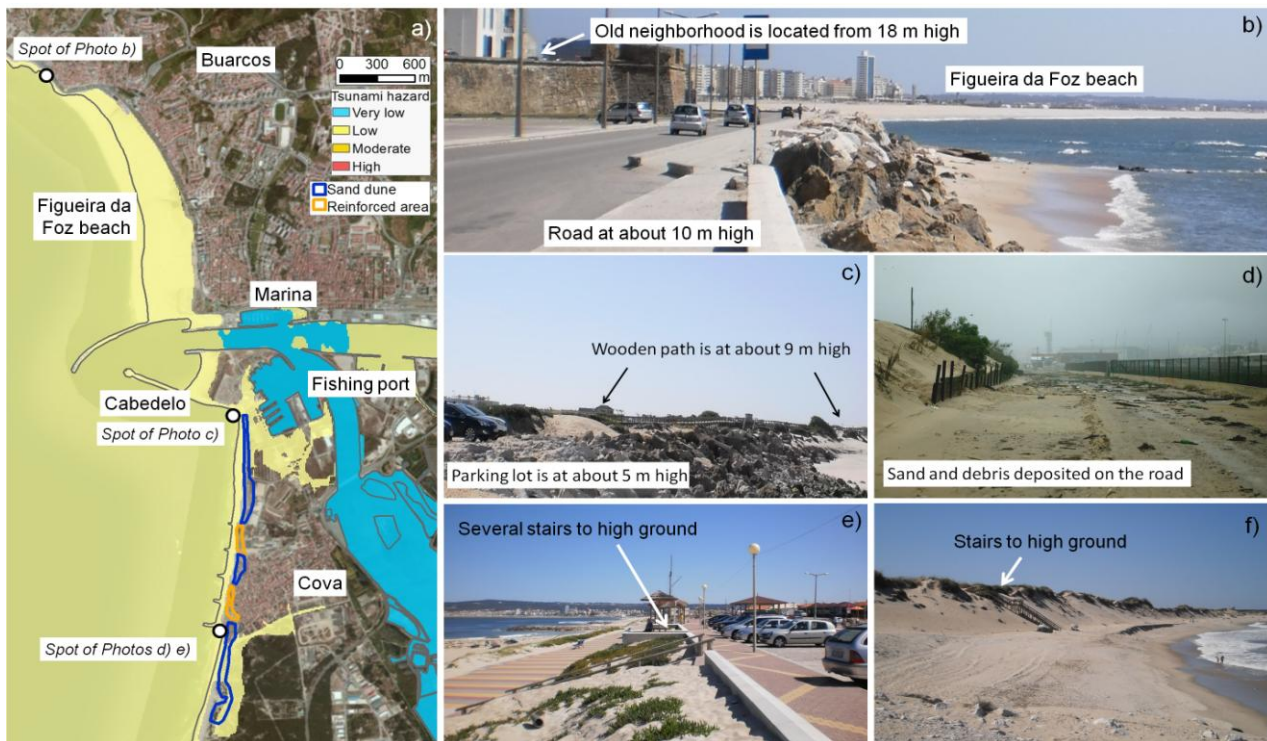 a)
Spot of Photo b)
Buarcos
0 300 600
m
Tsunami hazard
Very low
Low
Moderate
High
Sand dune
Reinforced area
Figueira da
Foz beach
Marina
Fishing port
Cabedelo
Spot of Photo c)
Cova
Spot of Photos d) e)
b)
Old neighborhood is located from 18 m high
Figueira da Foz beach
Road at about 10 m high
c)
Wooden path is at about 9 m high
Parking lot is at about 5 m high
d)
Sand and debris deposited on the road
e)
Several stairs to high ground
f)
Stairs to high ground